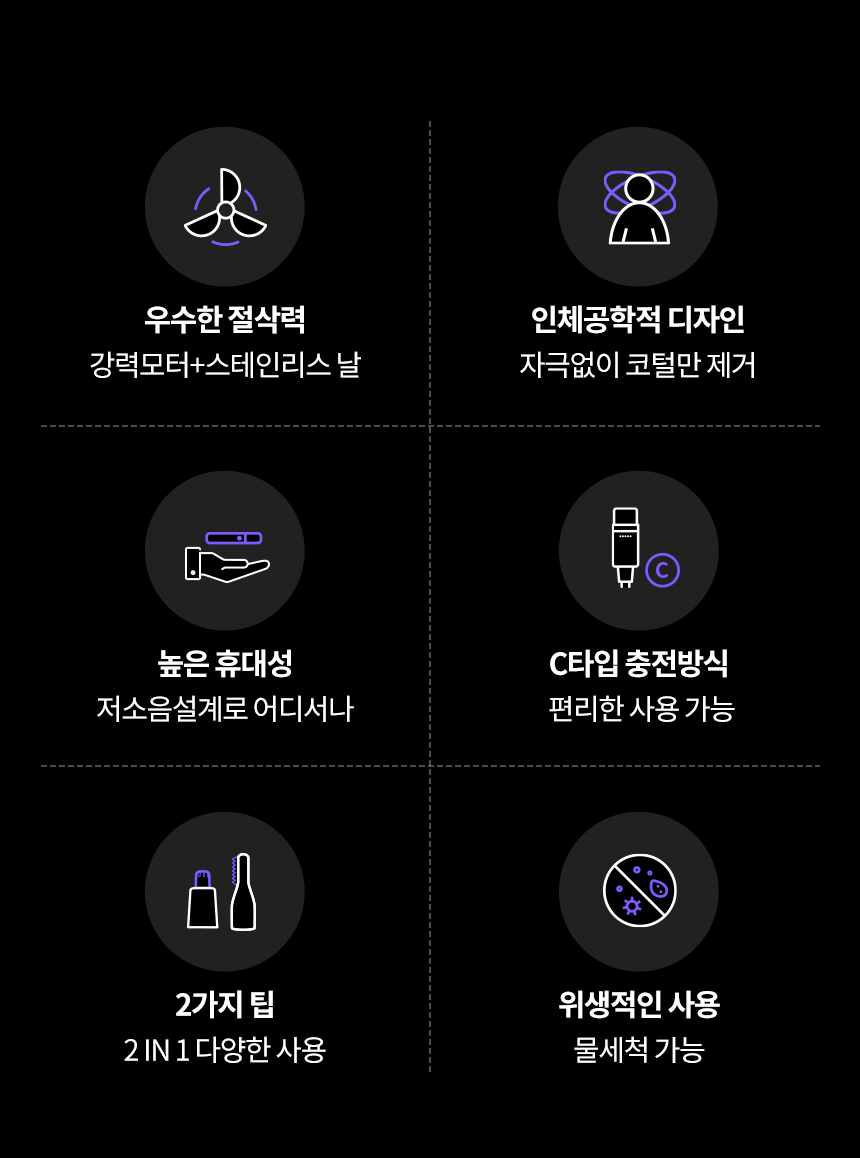 우수한 절삭력
강력모터+스테인리스 날
인체공학적 디자인
자극없이 코털만 제거
높은 휴대성
저소음설계로 어디서나
C
C타입 충전방식
편리한 사용 가능
2가지 팁
2 IN 1 다양한 사용
위생적인 사용
물세척 가능